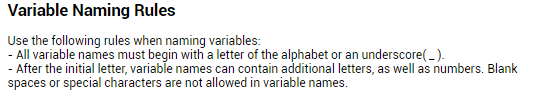 Variable Naming Rules
Use the following rules when naming variables:
- All variable names must begin with a letter of the alphabet or an underscore( _ ).
- After the initial letter, variable names can contain additional letters, as well as numbers. Blank
spaces or special characters are not allowed in variable names.